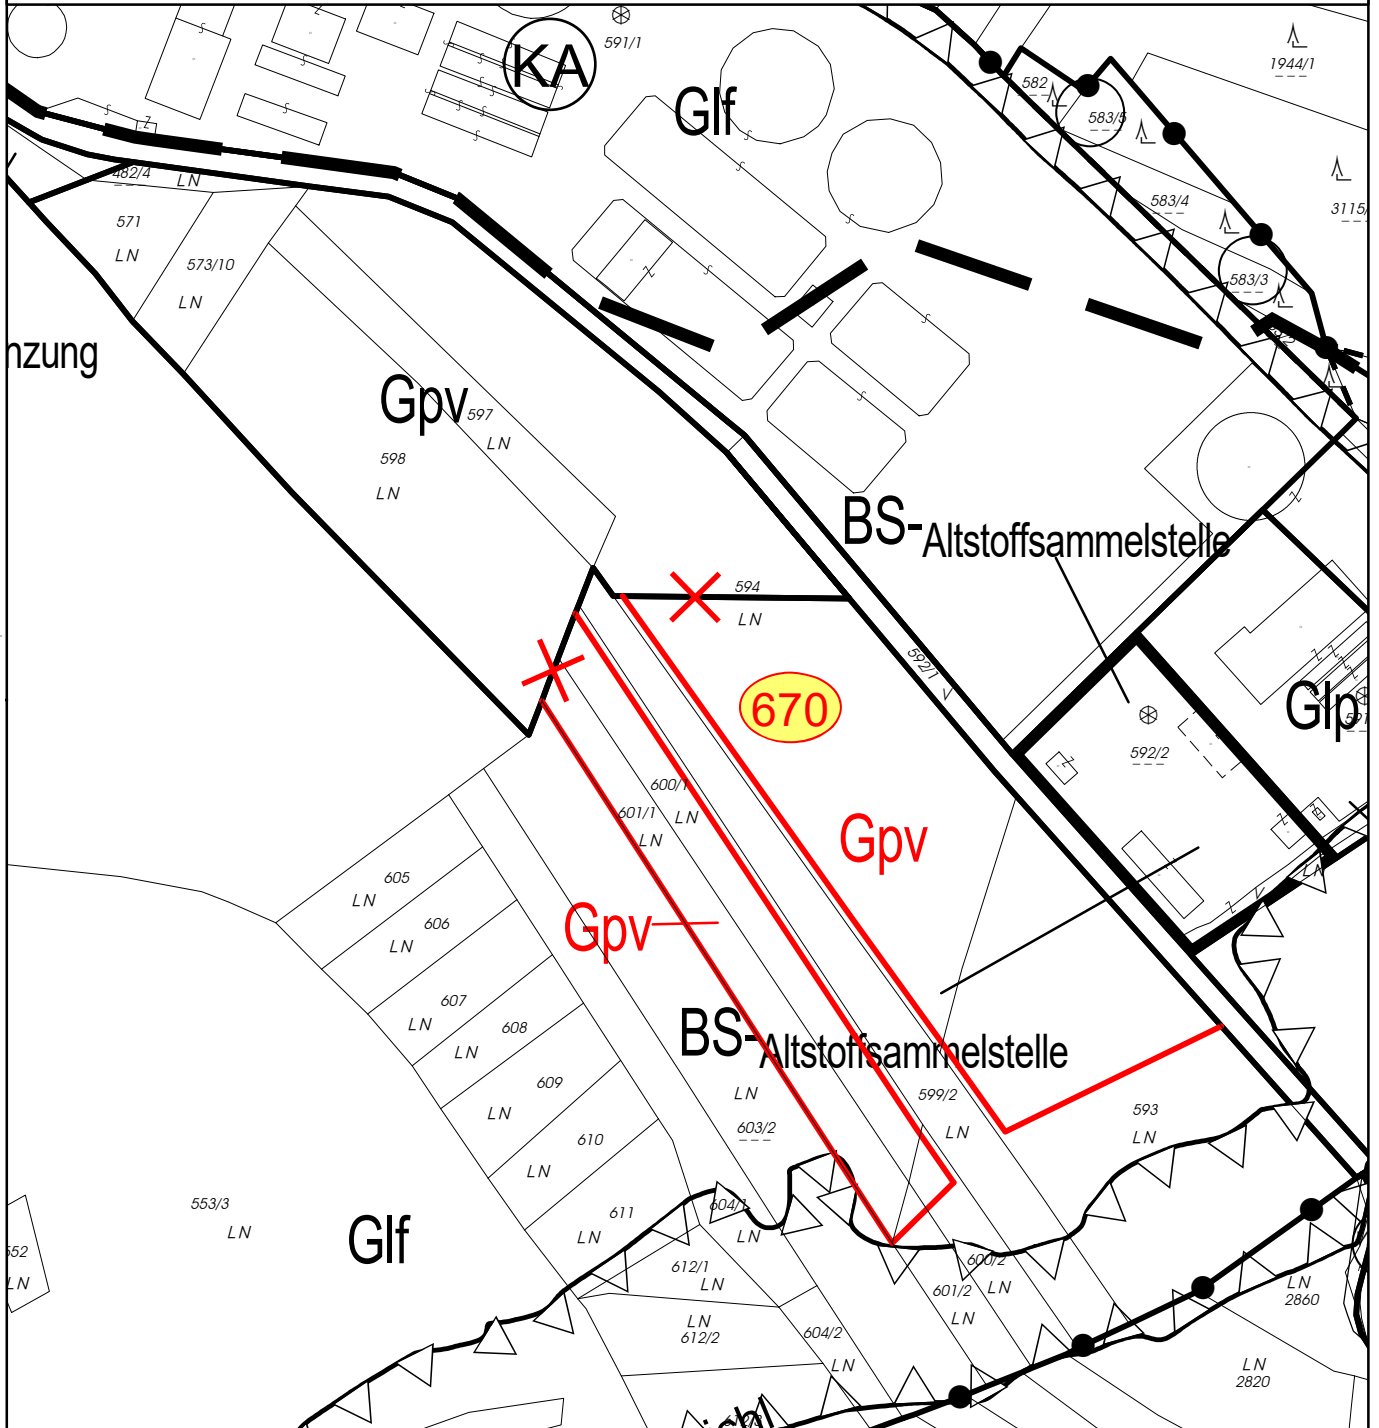 591/1
KA
Glf
1944/1
582
583/5
482/4
LN
583/4
3115/
571
LN
573/10
LN
583/3
nzung
Gpv
597
LN
598
LN
BS-Altstoffsammelstelle
594
LN
592/1
670
Glp
591
592/2
600/1
LN
601/1
LN
Gpv
605
LN
606
LN
Gpv
607
LN
608
LN
BS-Altstoffsammelstelle
609
LN
LN
599/2
LN
593
LN
603/2
610
LN
553/3
LN
611
LN
604/1
LN
Glf
552
LN
612/1
LN
600/2
LN
601/2
LN
LN
2860
LN
612/2
604/2
LN
LN
2820
612/3